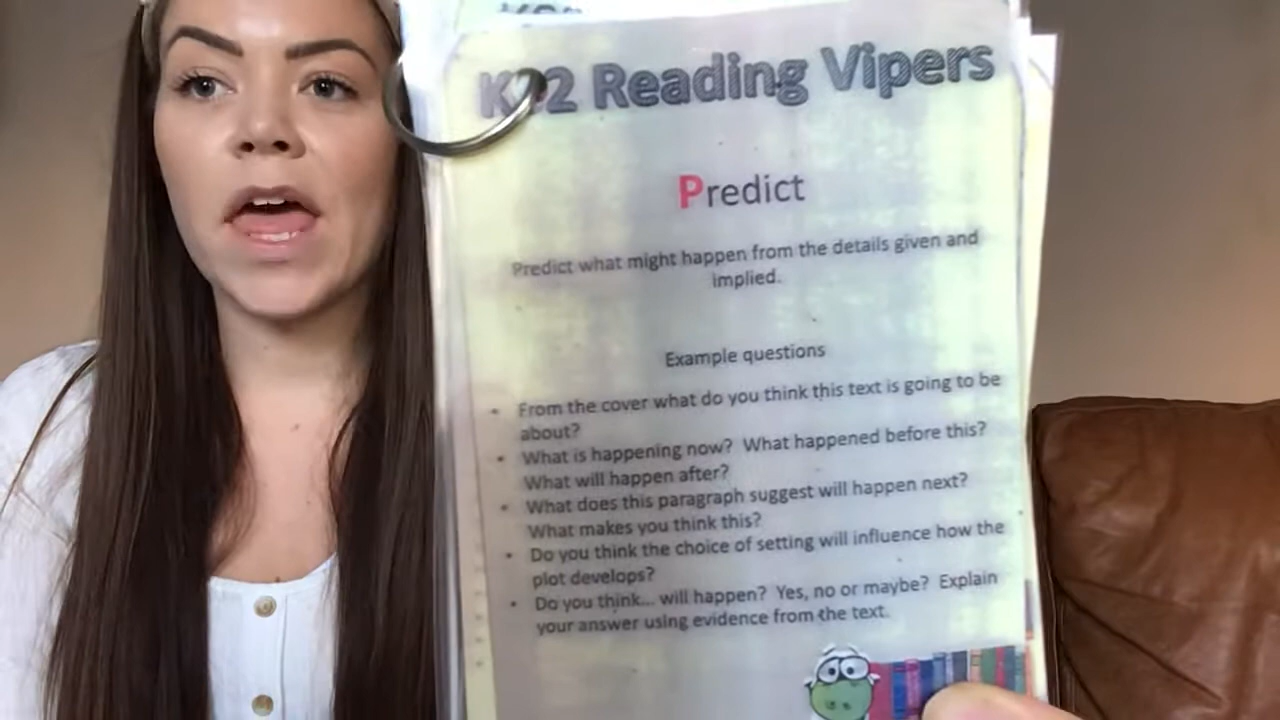 KS2 Reading Vipers
Predict
Predict what might happen from the details given and
implied.
Example questions
• From the cover what do you think this text is going to be
about?
• What is happening now? What happened before this?
What will happen after?
• What does this paragraph suggest will happen next?
What makes you think this?
• Do you think the choice of setting will influence how the
plot develops?
• Do you think... will happen? Yes, no or maybe? Explain
your answer using evidence from the text.